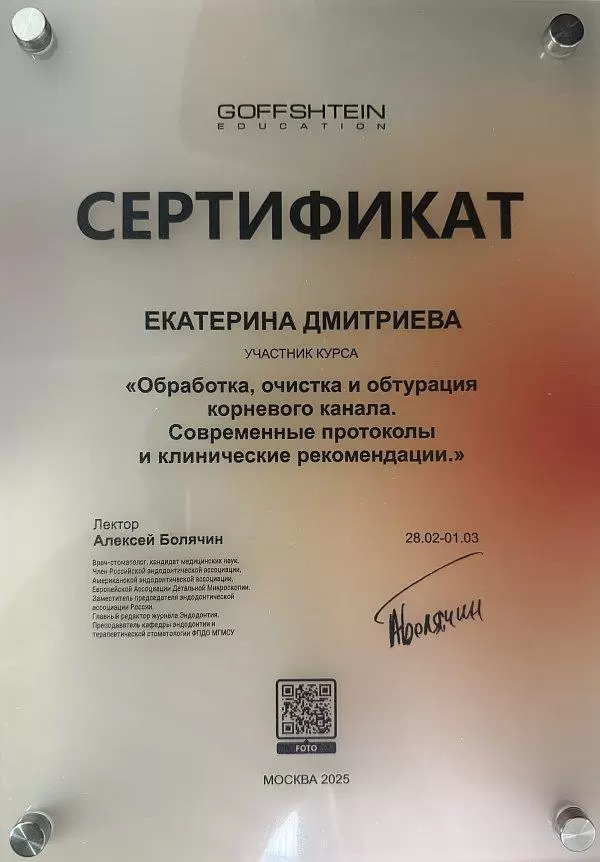 GOFFSHTEIN
EDUCATION
СЕРТИФИКАТ
ЕКАТЕРИНА ДМИТРИЕВА
УЧАСТНИК КУРСА
«Обработка, очистка и обтурация
корневого канала.
Современные протоколы
и клинические рекомендации.»
Лектор
Алексей Болячин
28.02-01.03
Врач-стоматолог, кандидат медицинских наук.
Член Российской эндодонтической ассоциации,
Американской эндодонтической ассоциации,
Европейской Ассоциации Детальной Микроскопии.
Заместитель председателя эндодонтической
ассоциации России.
Главный редактор журнала Эндодонтия.
Преподаватель кафедры эндодонтии и
терапевтической стоматологии ФПДО МГМСУ
АБолячин
FOTO
МОСКВА 2025